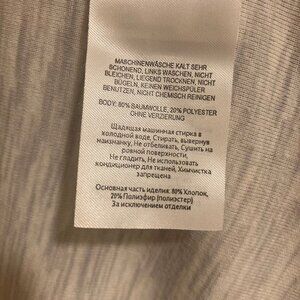 MASCHINENWÄSCHE KALT SEHR
SCHONEND, LINKS WASCHEN, NICHT
BLEICHEN, LIEGEND TROCKNEN, NICHT
BÜGELN, KEINEN WEICHSPÜLER
BENUTZEN, NICHT CHEMISCH REINIGEN
BODY: 80% BAUMWOLLE, 20% POLYESTER
OHNE VERZIERUNG
Щадящая машинная стирка в
холодной воде, Стирать, вывернув
наизнанку, Не отбеливать, Сушить на
ровной поверхности,
Не гладить, Не использовать
кондиционер для тканей, Химчистка
запрещена
Основная часть изделия: 80% Хлопок,
20% Полиэфир (полиэстер)
За исключением отделки